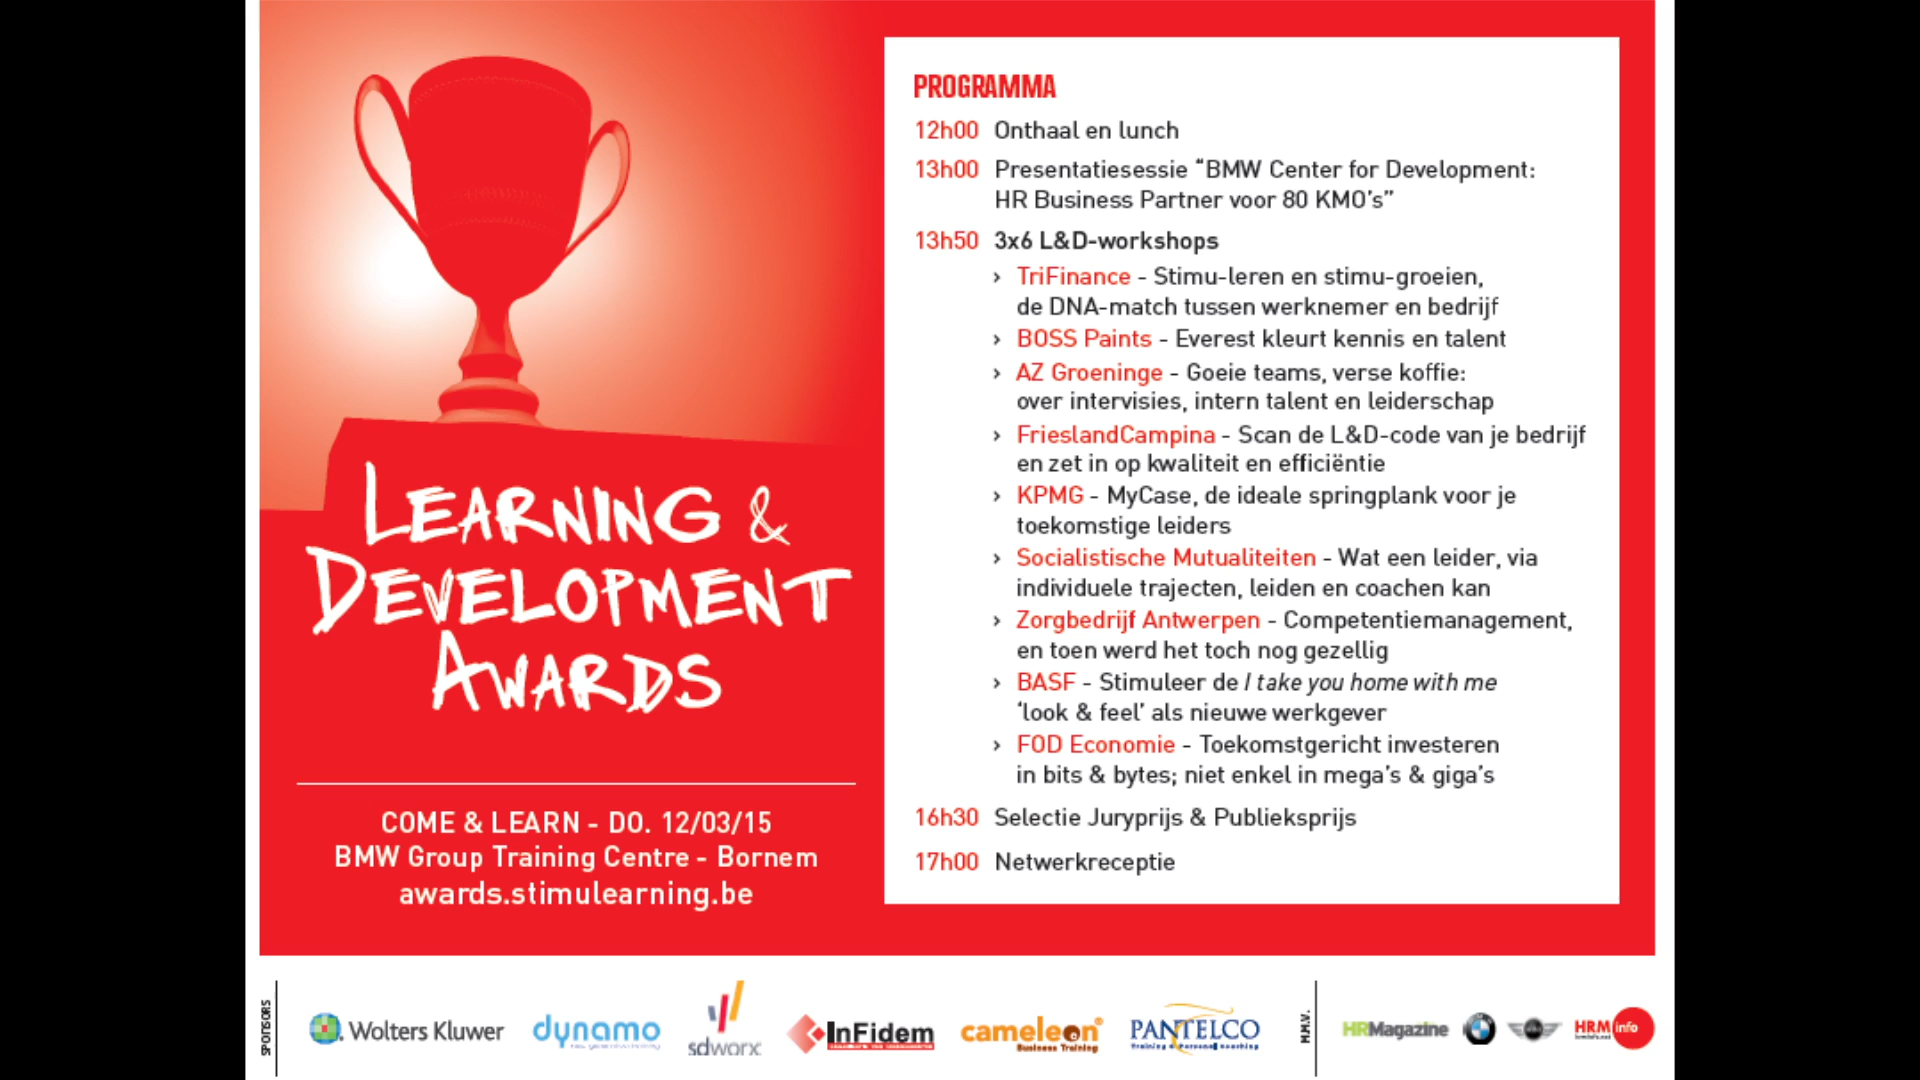 LEARNING &
DEVELOPMENT
AWARDS
COME & LEARN - DO. 12/03/15
BMW Group Training Centre - Bornem
awards.stimulearning.be
PROGRAMMA
12h00 Onthaal en lunch
13h00 Presentatiesessie “BMW Center for Development:
HR Business Partner voor 80 KMO’s”
13h50 3x6 L&D-workshops
› TriFinance - Stimu-leren en stimu-groeien,
de DNA-match tussen werknemer en bedrijf
› BOSS Paints - Everest kleurt kennis en talent
› AZ Groeninge - Goeie teams, verse koffie:
over intervisies, intern talent en leiderschap
› FrieslandCampina - Scan de L&D-code van je bedrijf
en zet in op kwaliteit en efficiëntie
› KPMG - MyCase, de ideale springplank voor je
toekomstige leiders
› Socialistische Mutualiteiten - Wat een leider, via
individuele trajecten, leiden en coachen kan
› Zorgbedrijf Antwerpen - Competentiemanagement,
en toen werd het toch nog gezellig
› BASF - Stimuleer de I take you home with me
‘look & feel’ als nieuwe werkgever
› FOD Economie - Toekomstgericht investeren
in bits & bytes; niet enkel in mega’s & giga’s
16h30 Selectie Juryprijs & Publieksprijs
17h00 Netwerkreceptie
SPONSORS
Wolters Kluwer
dynamo
sdworx
InFidem
cameleon
Business Training
PANTELCO
Training & Personal Coaching
M.M.V.
HRMagazine
BMW
HRM info